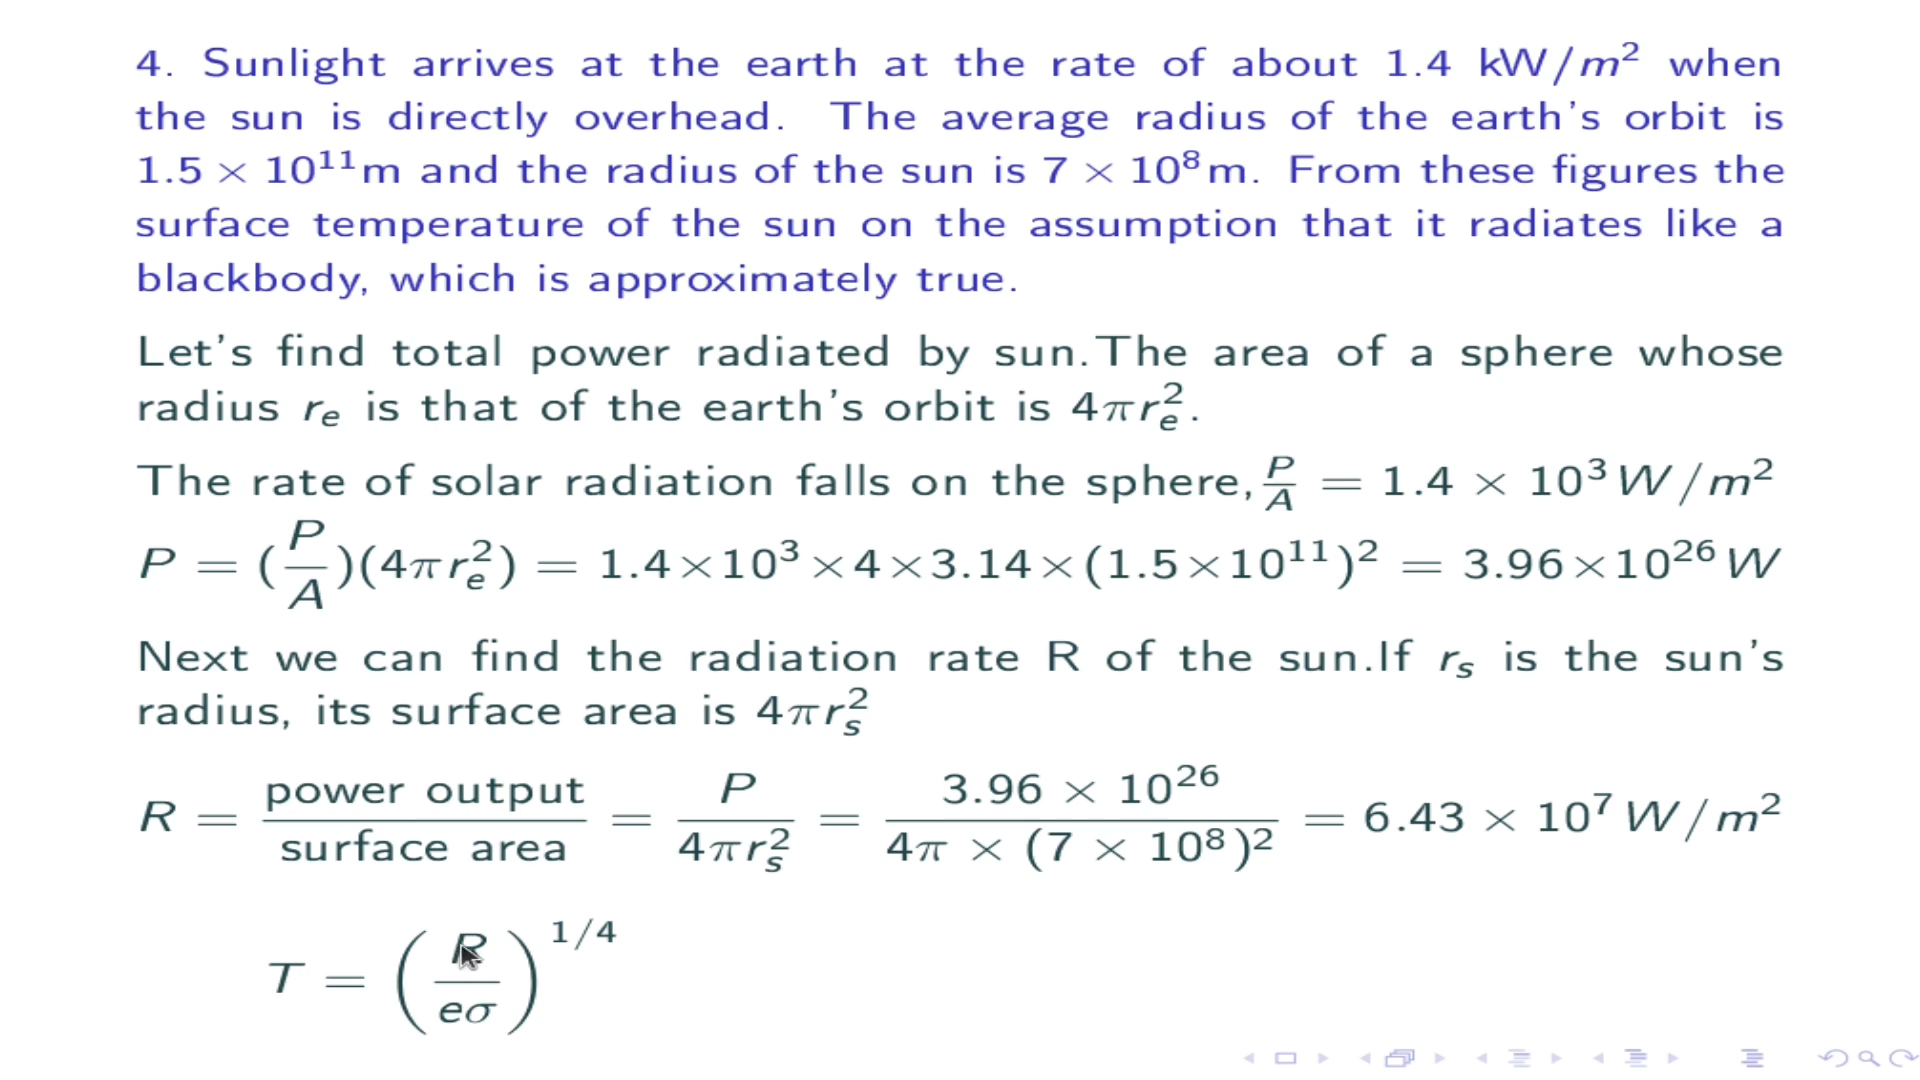 4. Sunlight arrives at the earth at the rate of about 1.4 kW/m² when
the sun is directly overhead. The average radius of the earth's orbit is
1.5 × 10¹¹m and the radius of the sun is 7 × 10⁸m. From these figures the
surface temperature of the sun on the assumption that it radiates like a
blackbody, which is approximately true.
Let's find total power radiated by sun.The area of a sphere whose
radius rₑ is that of the earth's orbit is 4πrₑ².
The rate of solar radiation falls on the sphere, P/A = 1.4 × 10³ W/m²
P = (P/A)(4πrₑ²) = 1.4×10³×4×3.14×(1.5×10¹¹)² = 3.96×10²⁶ W
Next we can find the radiation rate R of the sun.If rₛ is the sun's
radius, its surface area is 4πrₛ²
R = power output / surface area = P / 4πrₛ² = 3.96 × 10²⁶ / 4π × (7 × 10⁸)² = 6.43 × 10⁷ W/m²
T = (R / eσ)^1/4